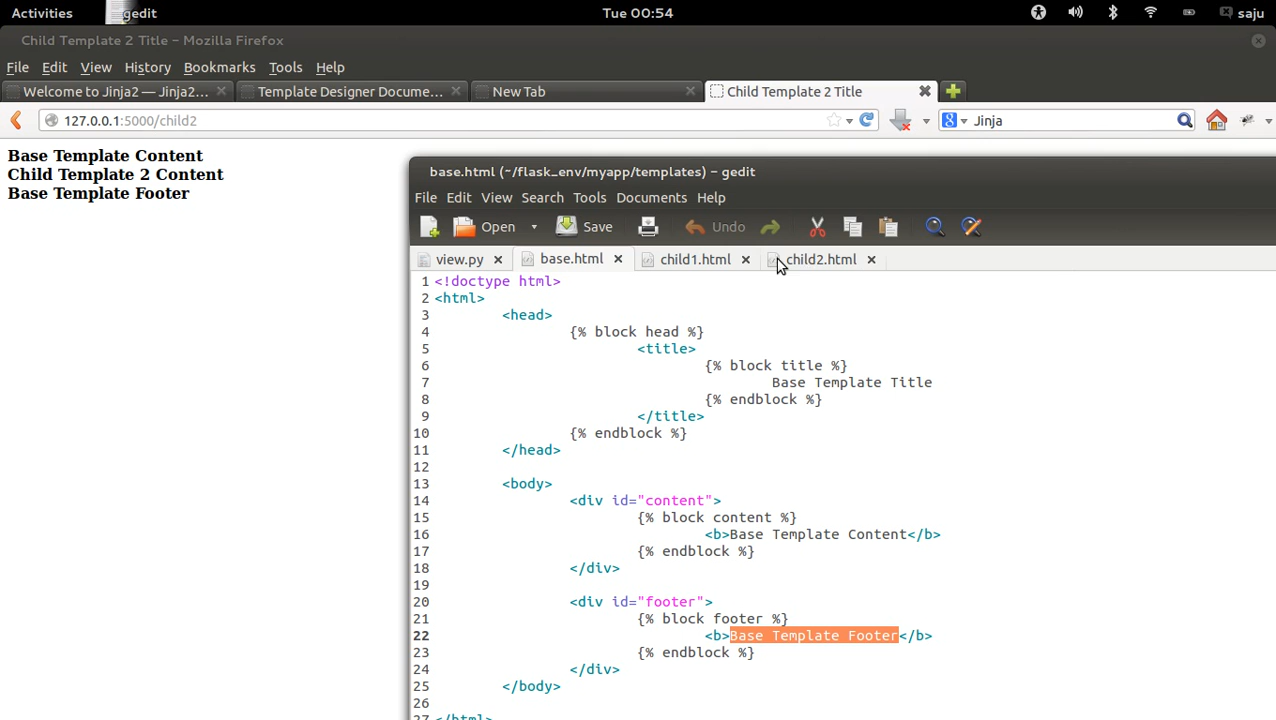 Activities gedit Tue 00:54 saju
Child Template 2 Title - Mozilla Firefox
File Edit View History Bookmarks Tools Help
Welcome to Jinja2 — Jinja2... Template Designer Docume... New Tab Child Template 2 Title
127.0.0.1:5000/child2 Jinja
Base Template Content
Child Template 2 Content
Base Template Footer
base.html (~/flask_env/myapp/templates) - gedit
File Edit View Search Tools Documents Help
Open Save Undo
view.py base.html child1.html child2.html
1 <!doctype html>
2 <html>
3 <head>
4 {% block head %}
5 <title>
6 {% block title %}
7 Base Template Title
8 {% endblock %}
9 </title>
10 {% endblock %}
11 </head>
12
13 <body>
14 <div id="content">
15 {% block content %}
16 <b>Base Template Content</b>
17 {% endblock %}
18 </div>
19
20 <div id="footer">
21 {% block footer %}
22 <b>Base Template Footer</b>
23 {% endblock %}
24 </div>
25 </body>
26
27 </html>